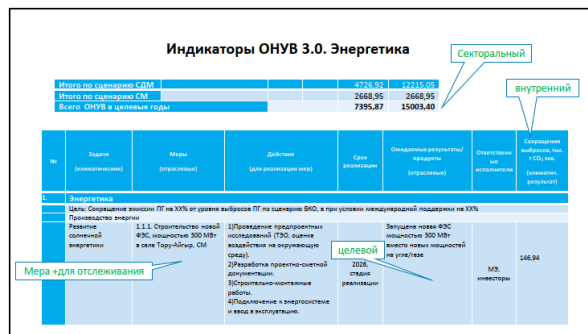 Индикаторы ОНУВ 3.0. Энергетика
Секторальный
внутренний
Итого по сценарию СДМ 4726,92 12215,05
Итого по сценарию СМ 2668,95 2668,95
Всего ОНУВ в целевые годы 7395,87 15003,40
№
Задачи
(климатические)
Меры
(отраслевые)
Действия
(для реализации мер)
Срок
реализации
Ожидаемые результаты/
продукты
(отраслевые)
Ответственн
ые
исполнители
Сокращения
выбросов, тыс.
т CO₂ экв.
(климатич.
результат)
1. Энергетика
Цель: Сокращение эмиссии ПГ на XX% от уровня выбросов ПГ по сценарию БКО, а при условии международной поддержки на XX%
Производство энергии
Развитие
солнечной
энергетики
1.1.1. Строительство новой
ФЭС, мощностью 300 МВт
в селе Тору-Айгыр. СМ
1)Проведение предпроектных
исследований (ТЭО, оценка
воздействия на окружающую
среду).
2)Разработка проектно-сметной
документации.
3)Строительно-монтажные
работы.
4)Подключение к энергосистеме
и ввод в эксплуатацию.
2026,
стадия
реализации
Запущена новая ФЭС
мощностью 300 МВт
вместо новых мощностей
на угле/газе
МЭ,
инвесторы
146,94
целевой
Мера +для отслеживания